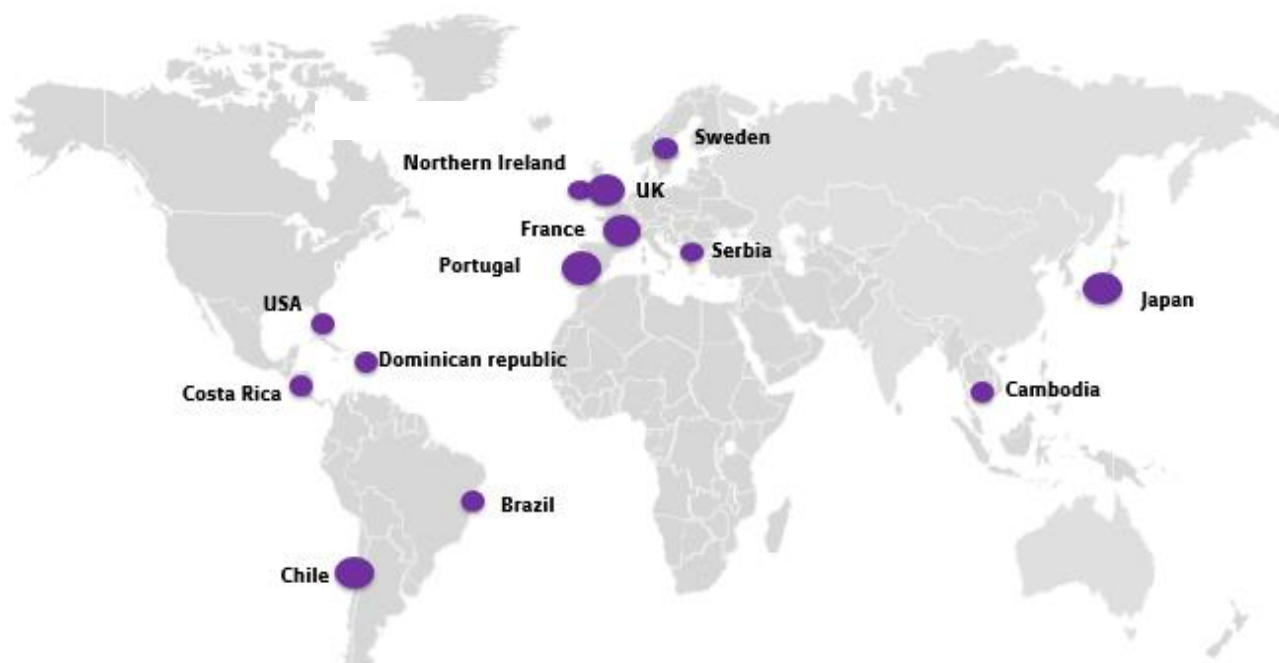 Sweden
Northern Ireland
UK
France
Serbia
Portugal
Japan
USA
Dominican republic
Costa Rica
Cambodia
Brazil
Chile